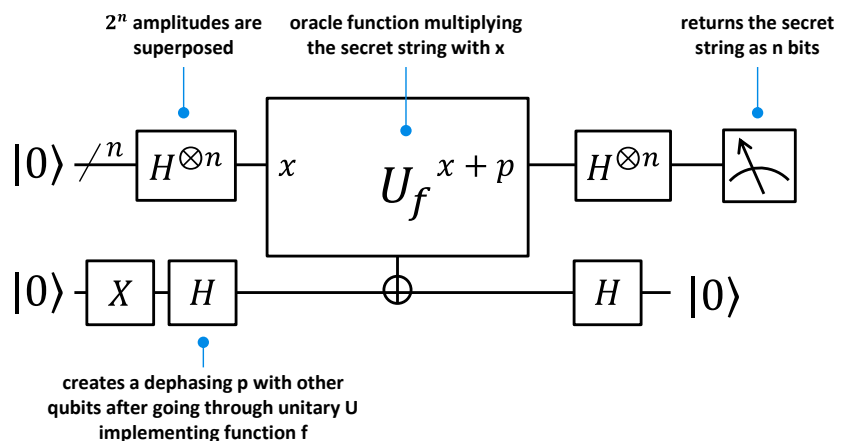 2ⁿ amplitudes are
superposed
oracle function multiplying
the secret string with x
returns the secret
string as n bits
|0⟩ n H⊗n x U_f x + p H⊗n
|0⟩ X H H |0⟩
creates a dephasing p with other
qubits after going through unitary U
implementing function f